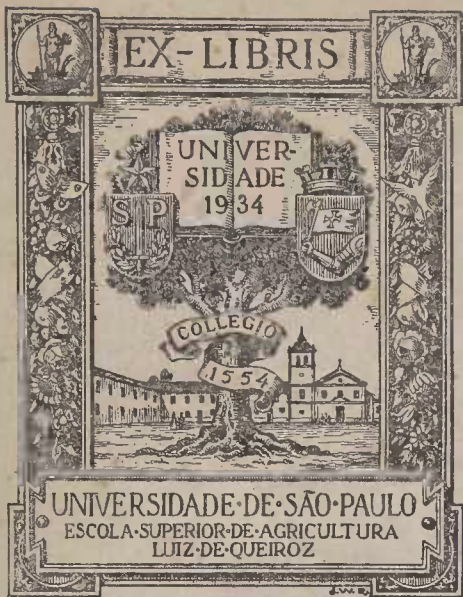 EX-LIBRIS
UNIVER-
SIDADE
1934
S P
COLLEGIO
1554
UNIVERSIDADE·DE·SÃO·PAULO
ESCOLA·SUPERIOR·DE·AGRICULTURA
LUIZ·DE·QUEIROZ